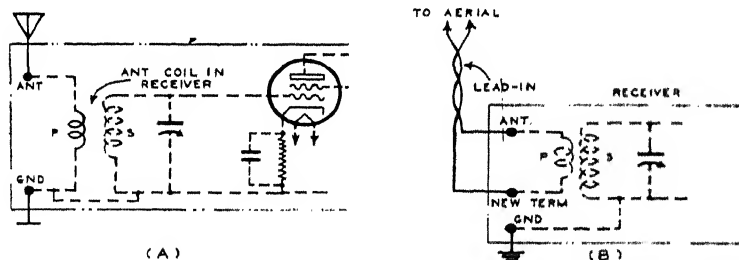 ANT
ANT COIL IN
RECEIVER
P
S
GND
(A)
TO AERIAL
LEAD-IN
RECEIVER
ANT.
P
S
NEW TERM
GND
(B)